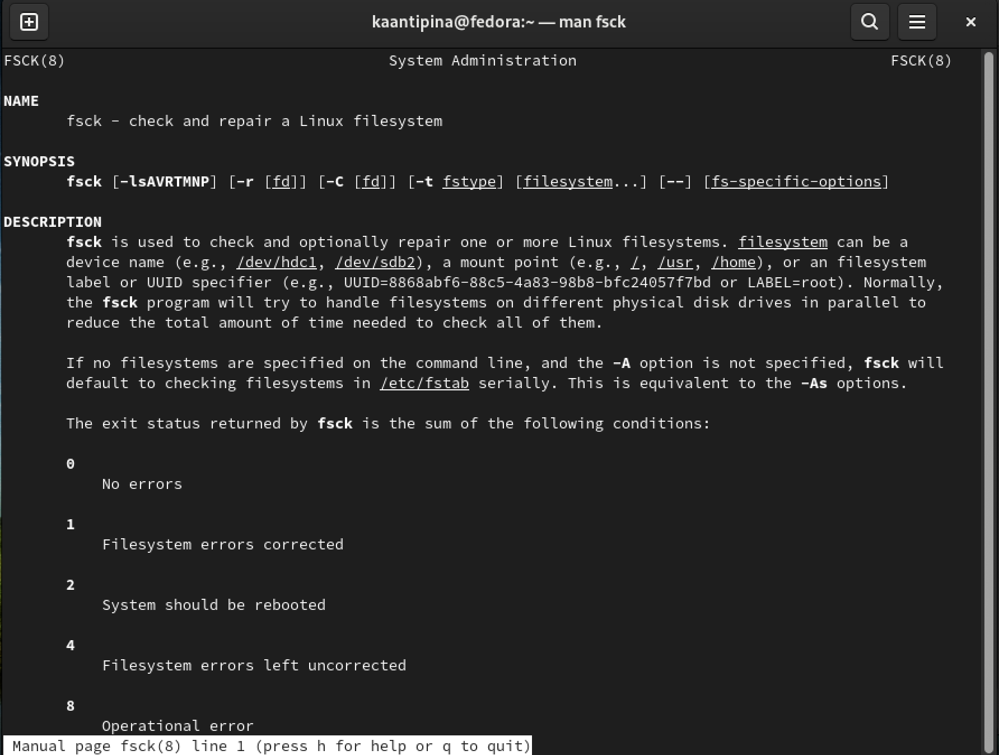 kaantipina@fedora:~ — man fsck
FSCK(8) System Administration FSCK(8)
NAME
fsck - check and repair a Linux filesystem
SYNOPSIS
fsck [-lsAVRTMNP] [-r [fd]] [-C [fd]] [-t fstype] [filesystem...] [--] [fs-specific-options]
DESCRIPTION
fsck is used to check and optionally repair one or more Linux filesystems. filesystem can be a
device name (e.g., /dev/hdc1, /dev/sdb2), a mount point (e.g., /, /usr, /home), or an filesystem
label or UUID specifier (e.g., UUID=8868abf6-88c5-4a83-98b8-bfc24057f7bd or LABEL=root). Normally,
the fsck program will try to handle filesystems on different physical disk drives in parallel to
reduce the total amount of time needed to check all of them.
If no filesystems are specified on the command line, and the -A option is not specified, fsck will
default to checking filesystems in /etc/fstab serially. This is equivalent to the -As options.
The exit status returned by fsck is the sum of the following conditions:
0
No errors
1
Filesystem errors corrected
2
System should be rebooted
4
Filesystem errors left uncorrected
8
Operational error
Manual page fsck(8) line 1 (press h for help or q to quit)